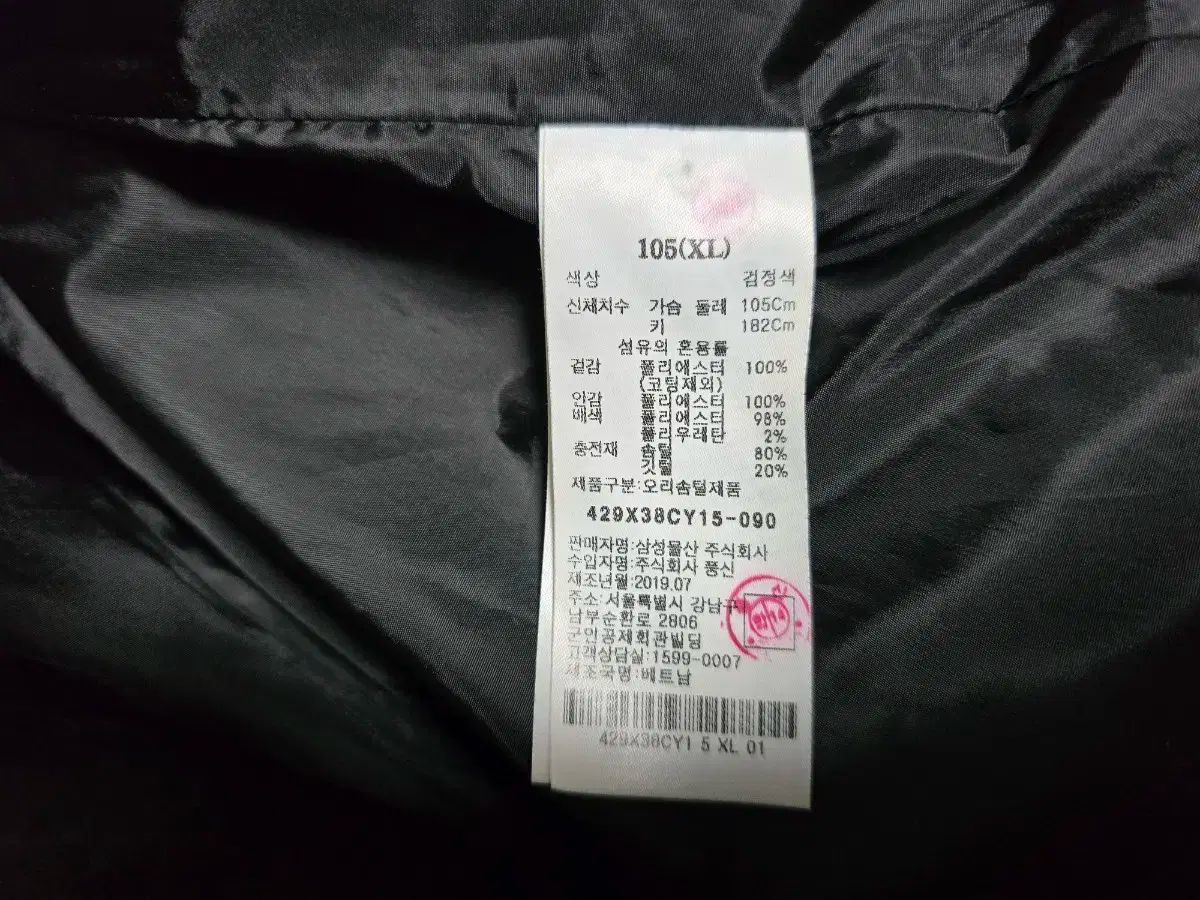 105(XL)
색상 검정색
신체치수 가슴 둘레 105Cm
키 182Cm
섬유의 혼용률
겉감 폴리에스터 100%
(코팅제외)
안감 폴리에스터 100%
배색 폴리에스터 98%
폴리우레탄 2%
충전재 솜털 80%
깃털 20%
제품구분:오리솜털제품
429X38CY15-090
판매자명:삼성물산 주식회사
수입자명:주식회사 풍신
제조년월:2019.07
주소:서울특별시 강남구
남부순환로 2806
군인공제회관빌딩
고객상담실:1599-0007
제조국명:베트남
429X38CY1 5 XL 01